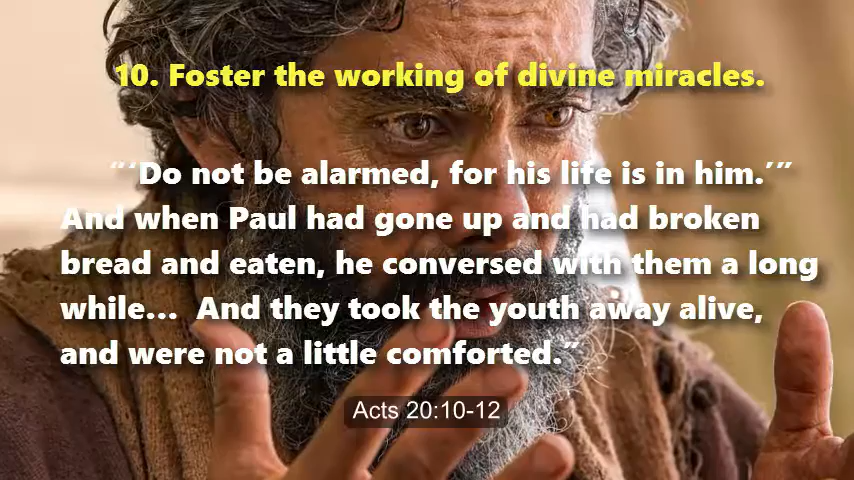 10. Foster the working of divine miracles.
“‘Do not be alarmed, for his life is in him.’”
And when Paul had gone up and had broken
bread and eaten, he conversed with them a long
while… And they took the youth away alive,
and were not a little comforted.”
Acts 20:10-12